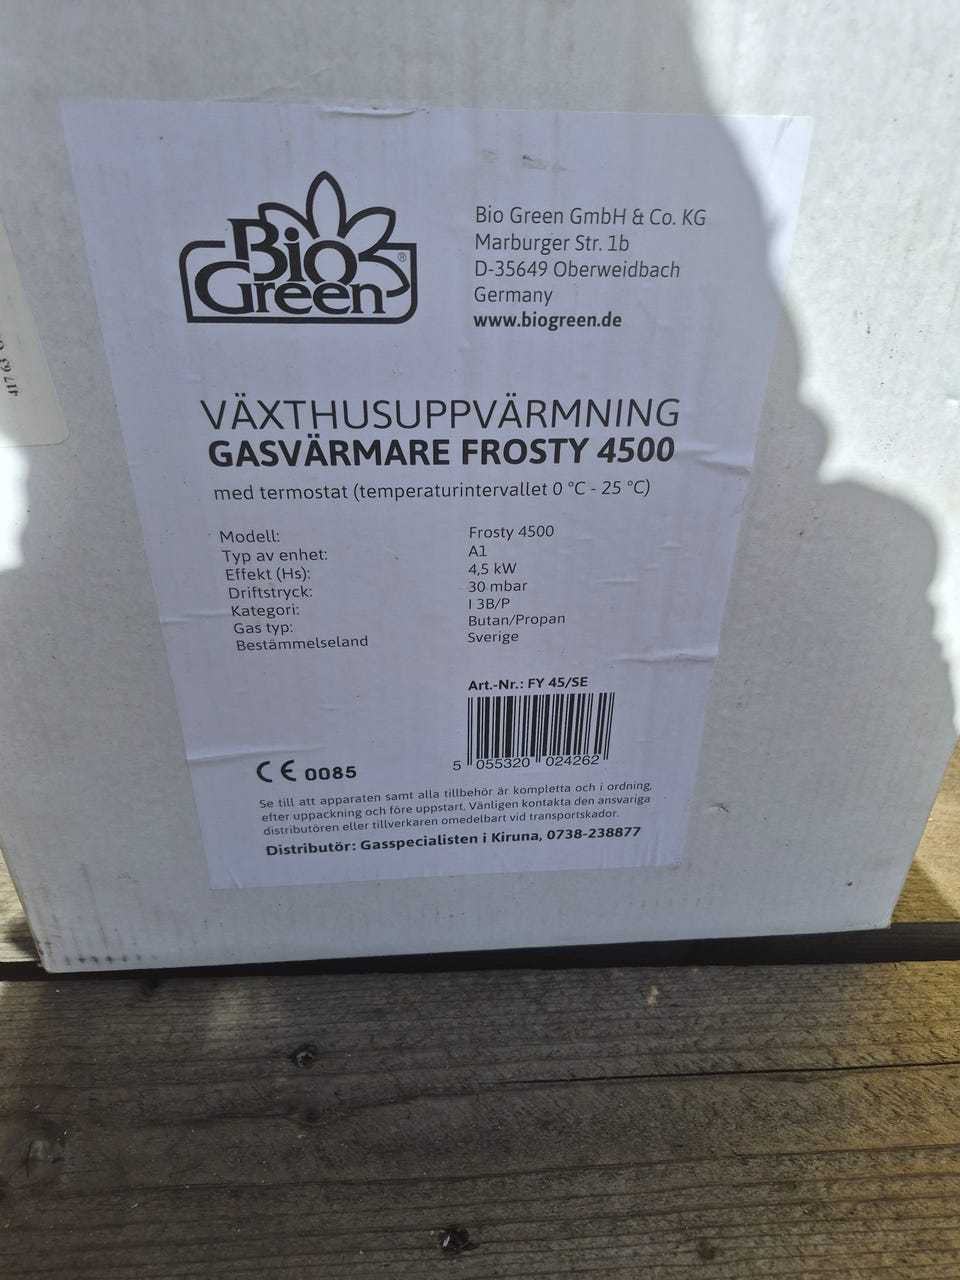 Bio
Green®
Bio Green GmbH & Co. KG
Marburger Str. 1b
D-35649 Oberweidbach
Germany
www.biogreen.de
VÄXTHUSUPPVÄRMNING
GASVÄRMARE FROSTY 4500
med termostat (temperaturintervallet 0 °C - 25 °C)
Modell: Frosty 4500
Typ av enhet: A1
Effekt (Hs): 4,5 kW
Driftstryck: 30 mbar
Kategori: I 3B/P
Gas typ: Butan/Propan
Bestämmelseland Sverige
Art.-Nr.: FY 45/SE
5 055320 024262
CE 0085
Se till att apparaten samt alla tillbehör är kompletta och i ordning,
efter uppackning och före uppstart. Vänligen kontakta den ansvariga
distributören eller tillverkaren omedelbart vid transportskador.
Distributör: Gasspecialisten i Kiruna, 0738-238877
417 63